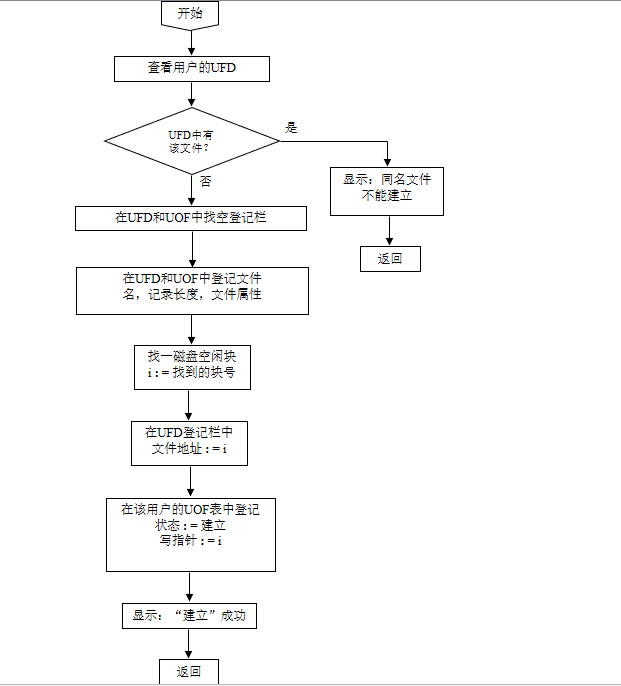 开始
查看用户的UFD
UFD中有
该文件？
是
否
显示：同名文件
不能建立
返回
在UFD和UOF中找空登记栏
在UFD和UOF中登记文件
名，记录长度，文件属性
找一磁盘空闲块
i : = 找到的块号
在UFD登记栏中
文件地址 : = i
在该用户的UOF表中登记
状态 : = 建立
写指针 : = i
显示：“建立”成功
返回